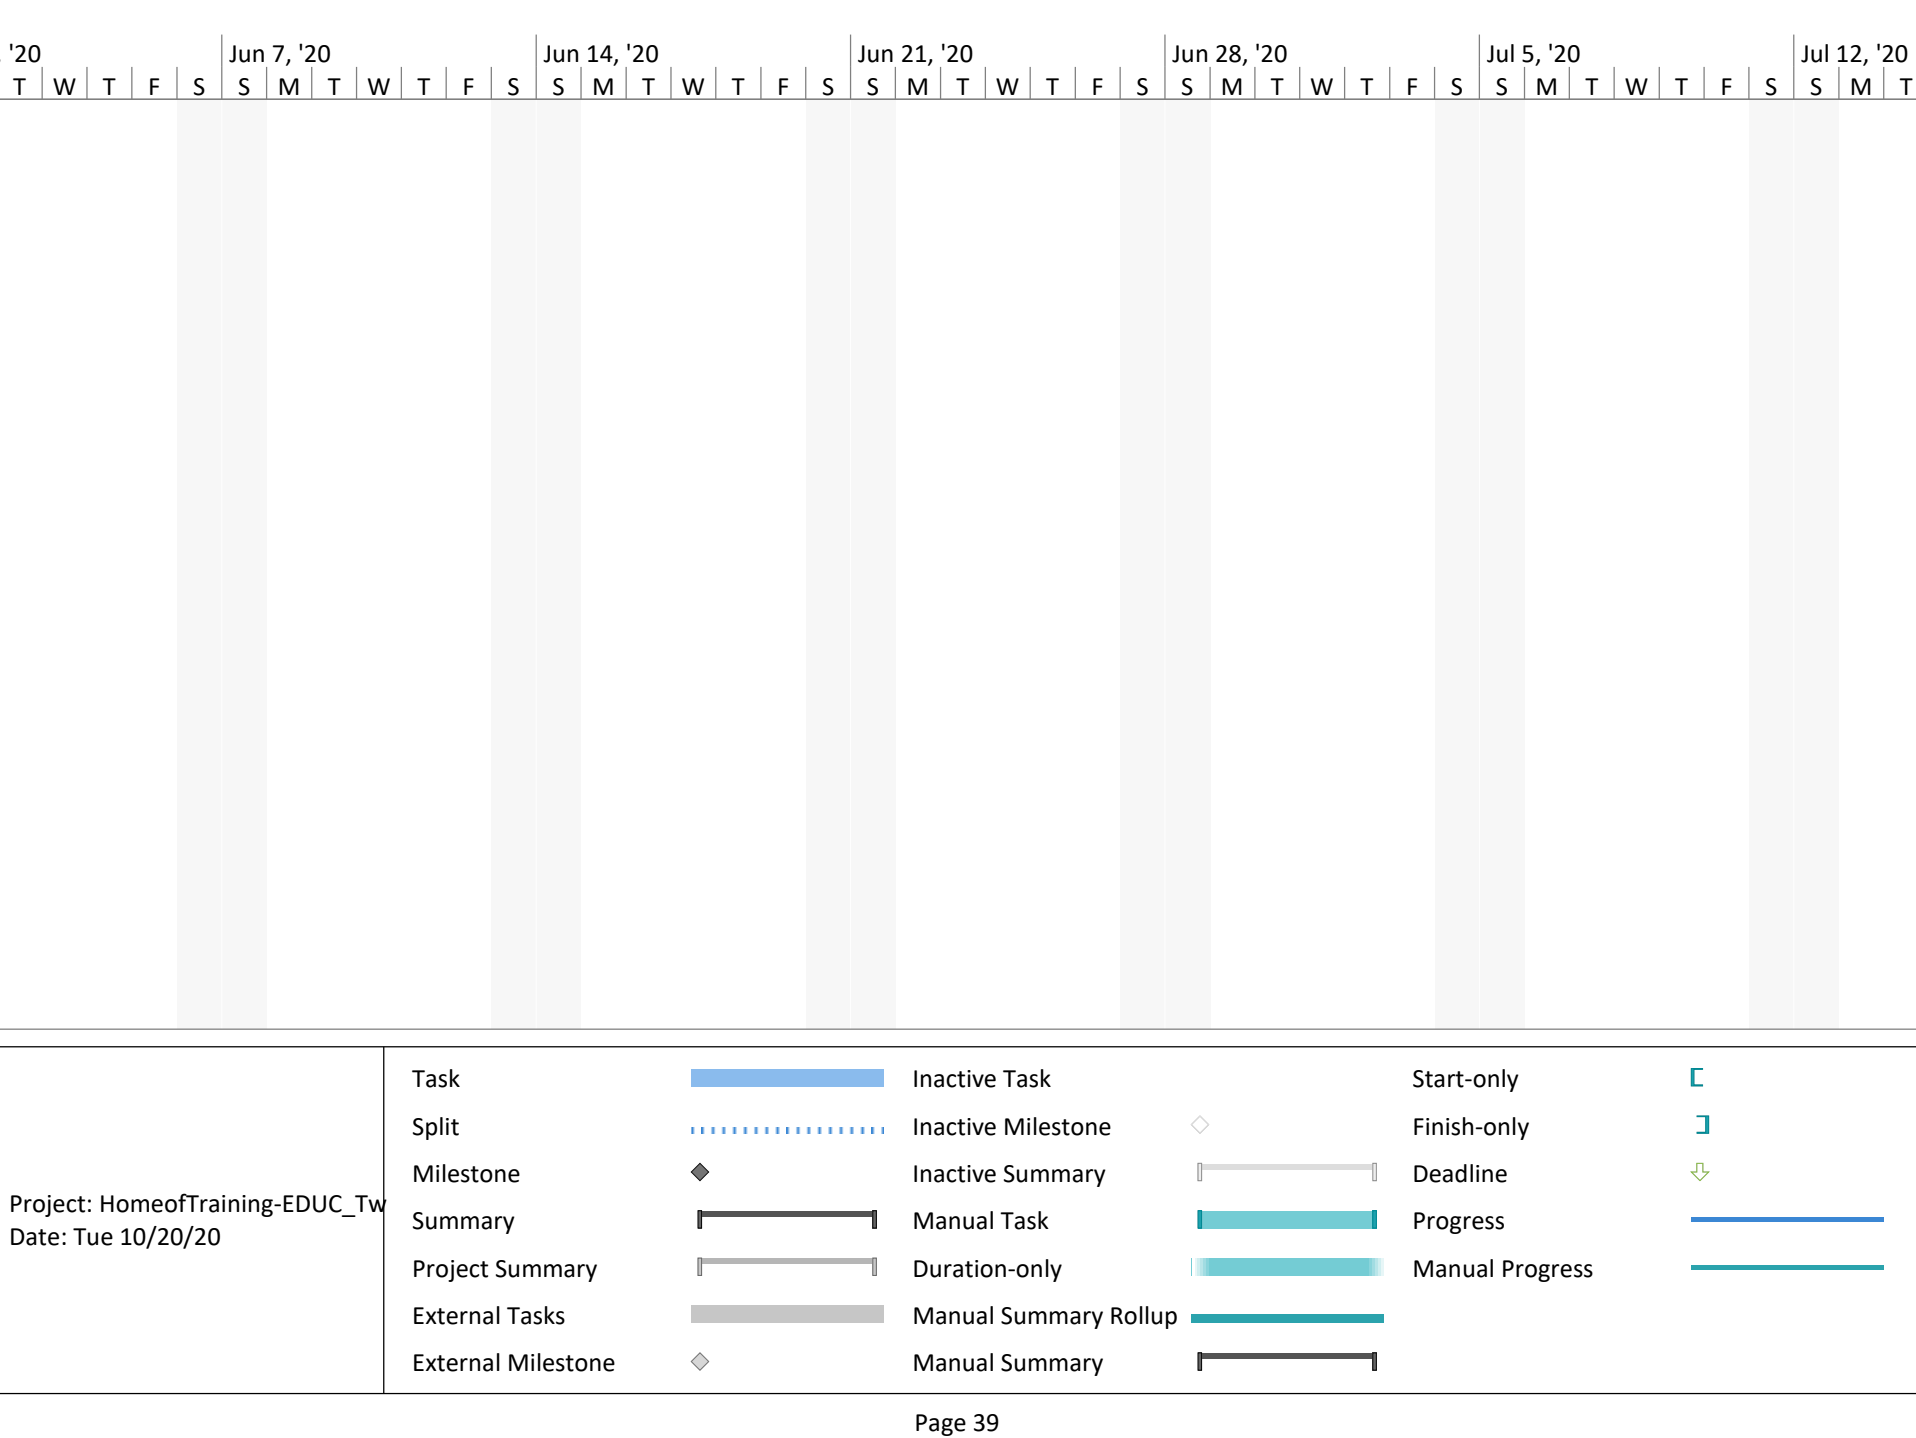 '20 Jun 7, '20 Jun 14, '20 Jun 21, '20 Jun 28, '20 Jul 5, '20 Jul 12, '20
T W T F S S M T W T F S S M T W T F S S M T W T F S S M T W T F S S M T W T F S S M T
Task Inactive Task Start-only
Split Inactive Milestone Finish-only
Milestone Inactive Summary Deadline
Project: HomeofTraining-EDUC_Tw
Date: Tue 10/20/20
Summary Manual Task Progress
Project Summary Duration-only Manual Progress
External Tasks Manual Summary Rollup
External Milestone Manual Summary
Page 39